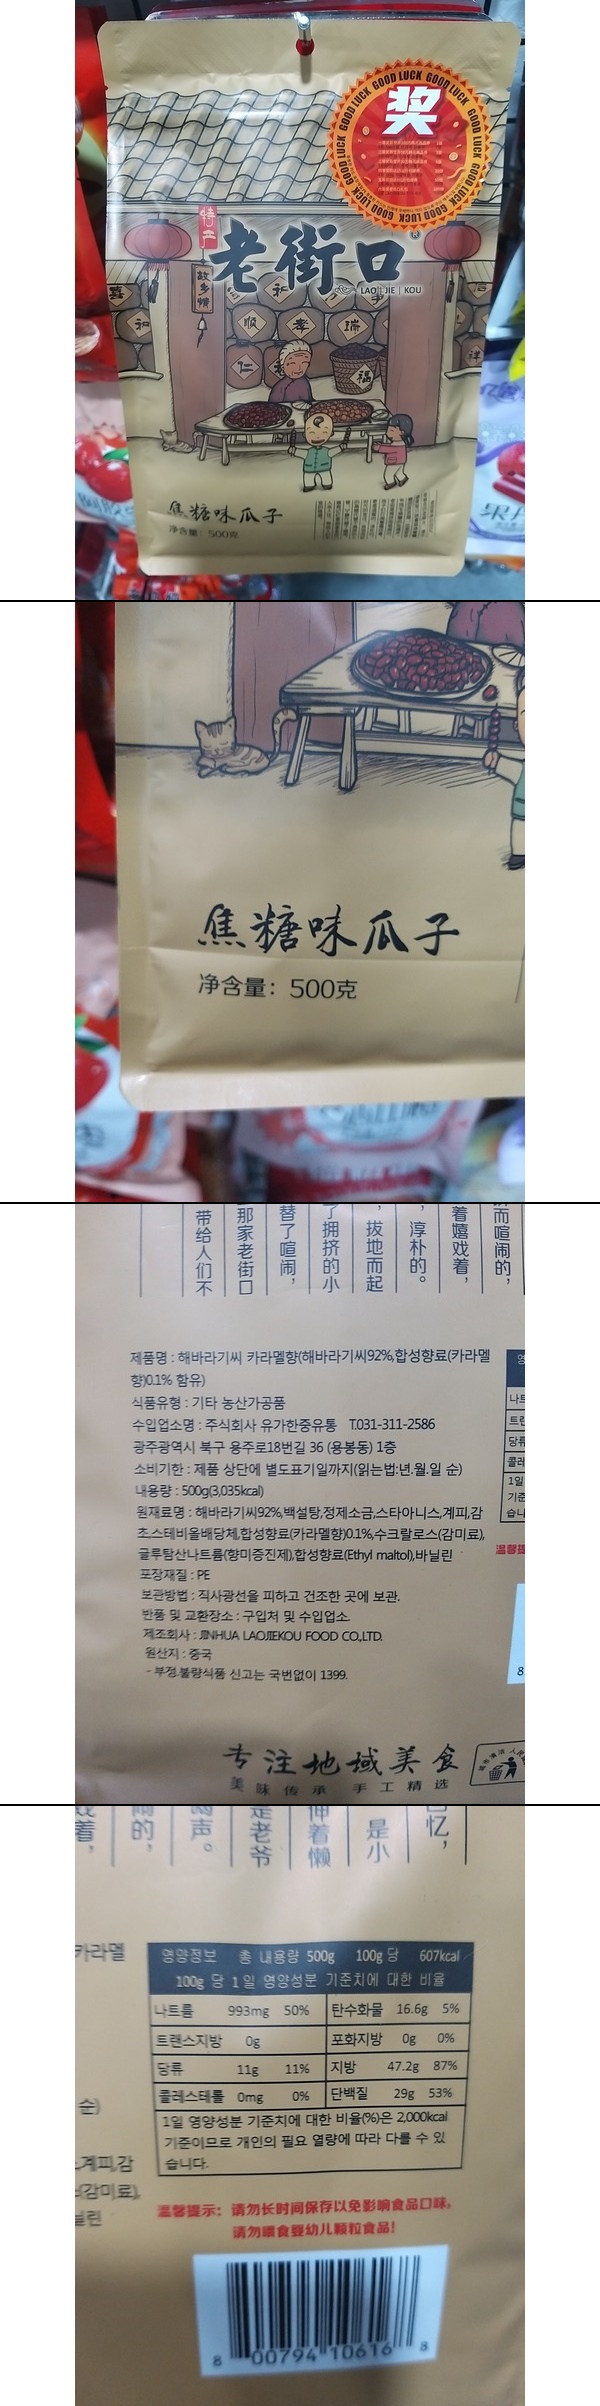 GOOD LUCK GOOD LUCK GOOD LUCK GOOD LUCK
奖
特产
老街口
LAO JIE KOU
故乡情
顺
孝
瑞
仁
福
焦糖味瓜子
净含量：500克
焦糖味瓜子
净含量：500克
带给人们不
那家老街口
替了喧闹，
了拥挤的小
，拔地而起
，淳朴的。
着嬉戏着，
而喧闹的，
제품명 : 해바라기씨 카라멜향(해바라기씨92%,합성향료(카라멜
향)0.1% 함유)
식품유형 : 기타 농산가공품
수입업소명 : 주식회사 유가한중유통 T.031-311-2586
광주광역시 북구 용주로18번길 36 (용봉동) 1층
소비기한 : 제품 상단에 별도표기일까지(읽는법:년.월.일 순)
내용량 : 500g(3,035kcal)
원재료명 : 해바라기씨92%,백설탕,정제소금,스타아니스,계피,감
초,스테비올배당체,합성향료(카라멜향)0.1%,수크랄로스(감미료),
글루탐산나트륨(향미증진제),합성향료(Ethyl maltol),바닐린
포장재질 : PE
보관방법 : 직사광선을 피하고 건조한 곳에 보관.
반품 및 교환장소 : 구입처 및 수입업소.
제조회사 : JINHUA LAOJIEKOU FOOD CO.,LTD.
원산지 : 중국
- 부정.불량식품 신고는 국번없이 1399.
专注地域美食
美味传承 手工精选
着，
的，
喝声。
是老爷
伸着懒
是小
忆，
카라멜
영양정보 총 내용량 500g 100g 당 607kcal
100g 당 1일 영양성분 기준치에 대한 비율
나트륨 993mg 50% 탄수화물 16.6g 5%
트랜스지방 0g 포화지방 0g 0%
당류 11g 11% 지방 47.2g 87%
콜레스테롤 0mg 0% 단백질 29g 53%
1일 영양성분 기준치에 대한 비율(%)은 2,000kcal
기준이므로 개인의 필요 열량에 따라 다를 수 있
습니다.
순)
계피,감
(감미료),
닐린
温馨提示：请勿长时间保存以免影响食品口味，
请勿喂食婴幼儿颗粒食品！
8 00794 10616 8